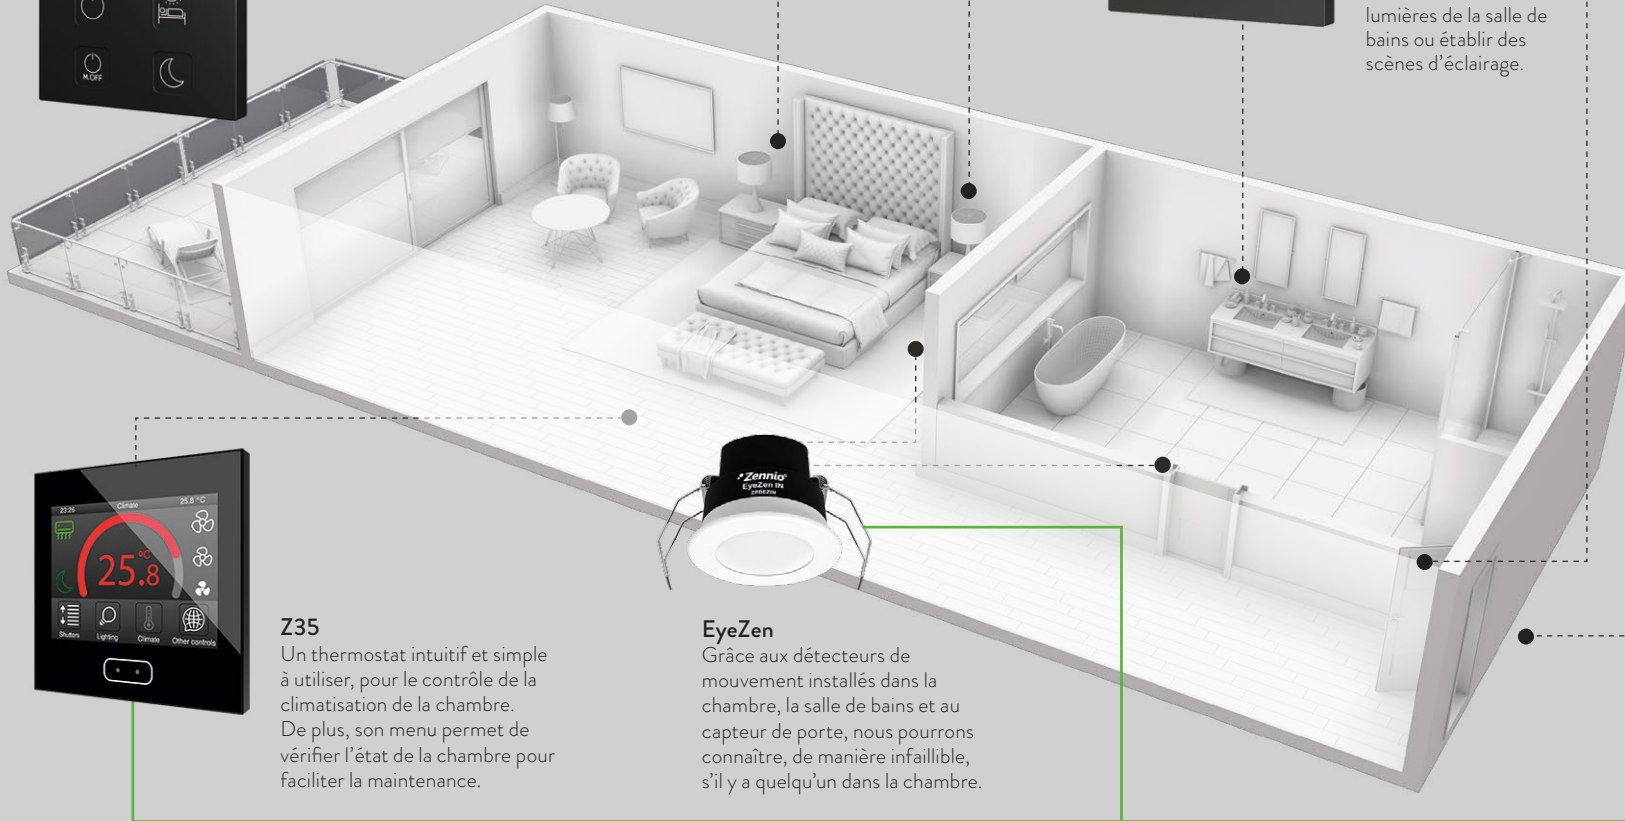 M.OFF
lumières de la salle de
bains ou établir des
scènes d'éclairage.
23:26 Climate 25.8 °C
25.8 °C
Shutters Lighting Climate Other controls
Zennio
EyeZen IN
ZPDEZIN
Z35
Un thermostat intuitif et simple
à utiliser, pour le contrôle de la
climatisation de la chambre.
De plus, son menu permet de
vérifier l'état de la chambre pour
faciliter la maintenance.
EyeZen
Grâce aux détecteurs de
mouvement installés dans la
chambre, la salle de bains et au
capteur de porte, nous pourrons
connaître, de manière infaillible,
s'il y a quelqu'un dans la chambre.